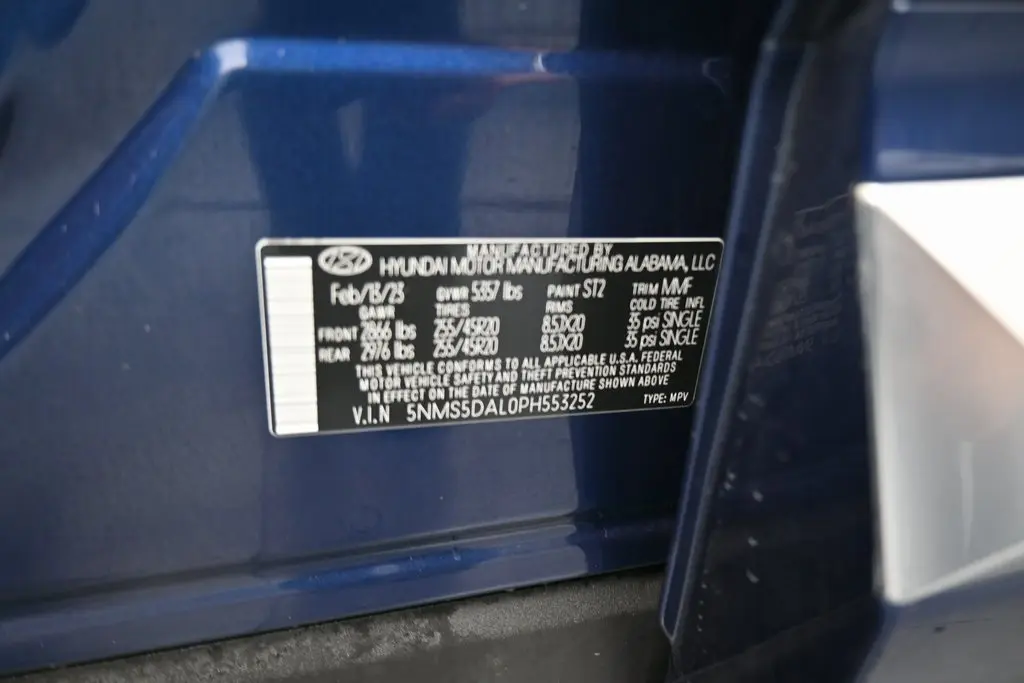 MANUFACTURED BY
HYUNDAI MOTOR MANUFACTURING ALABAMA, LLC
Feb/13/23 GVWR 5357 lbs PAINT ST2 TRIM MMF
GAWR TIRES RIMS COLD TIRE INFL
FRONT 2866 lbs 255/45R20 8.5JX20 35 psi SINGLE
REAR 2976 lbs 255/45R20 8.5JX20 35 psi SINGLE
THIS VEHICLE CONFORMS TO ALL APPLICABLE U.S.A. FEDERAL
MOTOR VEHICLE SAFETY AND THEFT PREVENTION STANDARDS
IN EFFECT ON THE DATE OF MANUFACTURE SHOWN ABOVE
V.I.N 5NMS5DAL0PH553252 TYPE: MPV